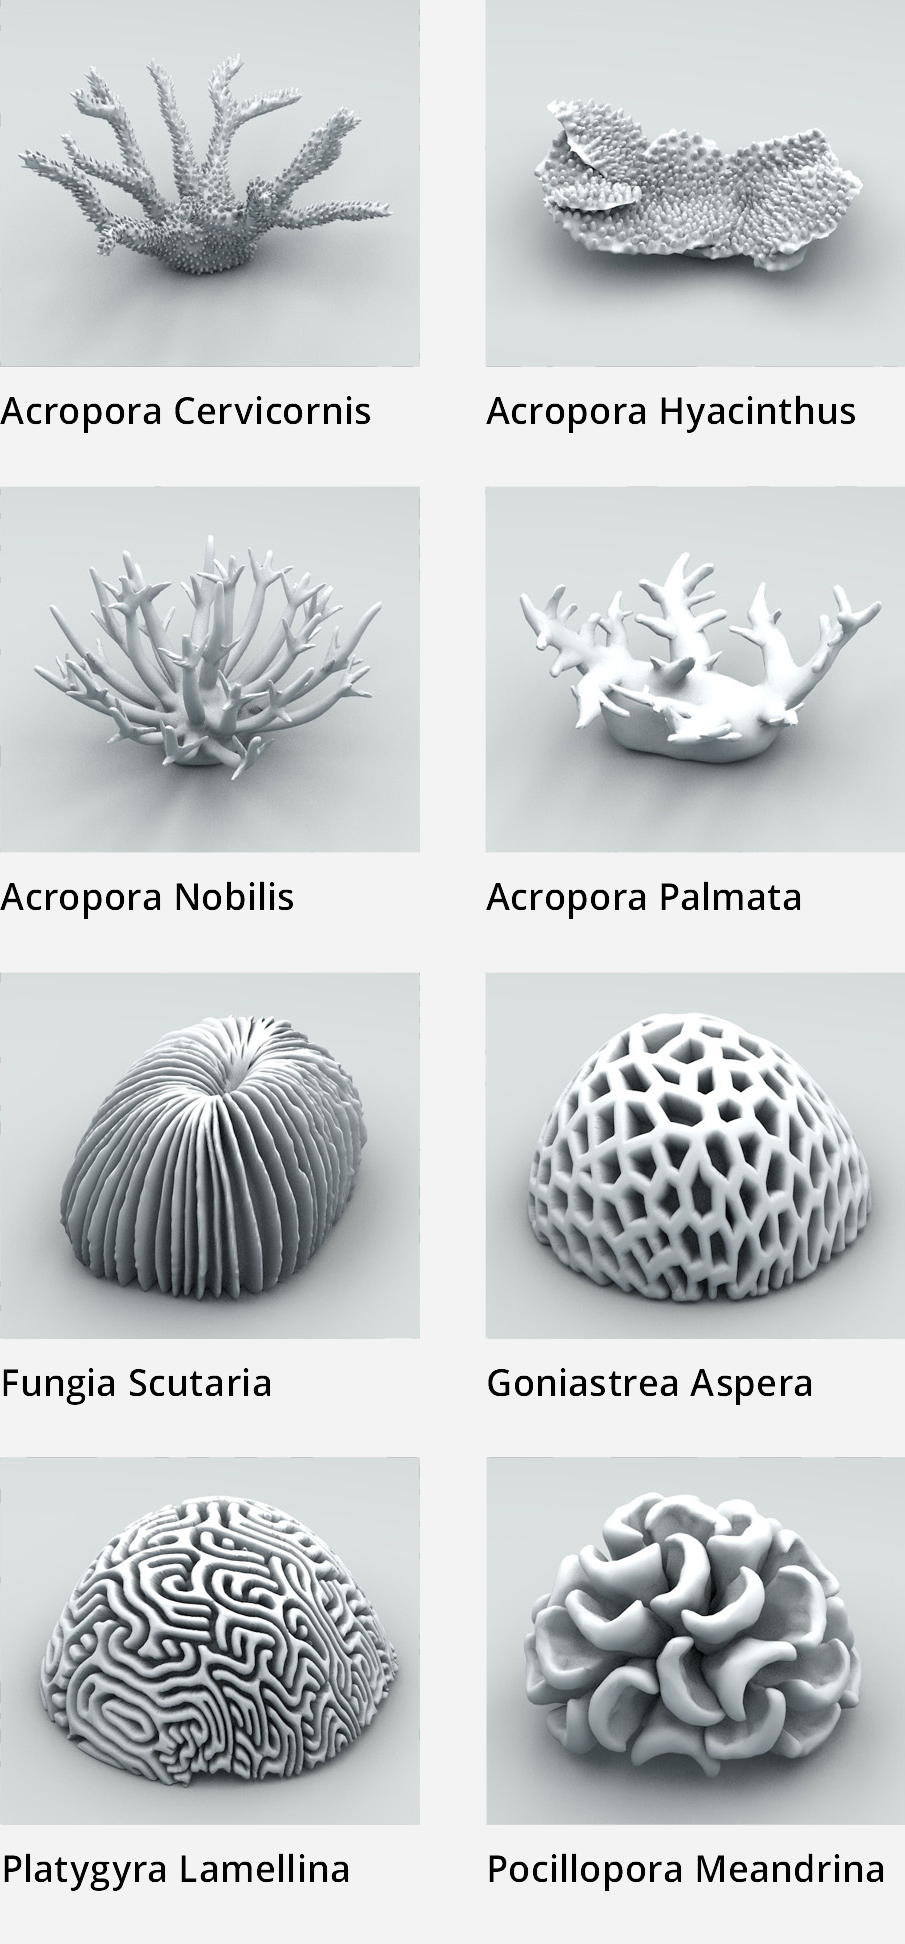 Acropora Cervicornis
Acropora Hyacinthus
Acropora Nobilis
Acropora Palmata
Fungia Scutaria
Goniastrea Aspera
Platygyra Lamellina
Pocillopora Meandrina